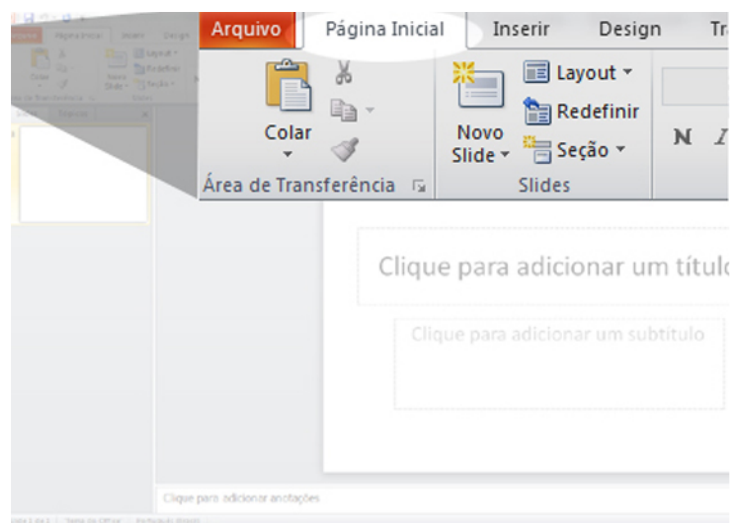 Arquivo Página Inicial Inserir Design
Colar
Novo Slide
Layout
Redefinir
Seção
N I
Área de Transferência
Slides
Clique para adicionar um título
Clique para adicionar um subtítulo
Clique para adicionar anotações